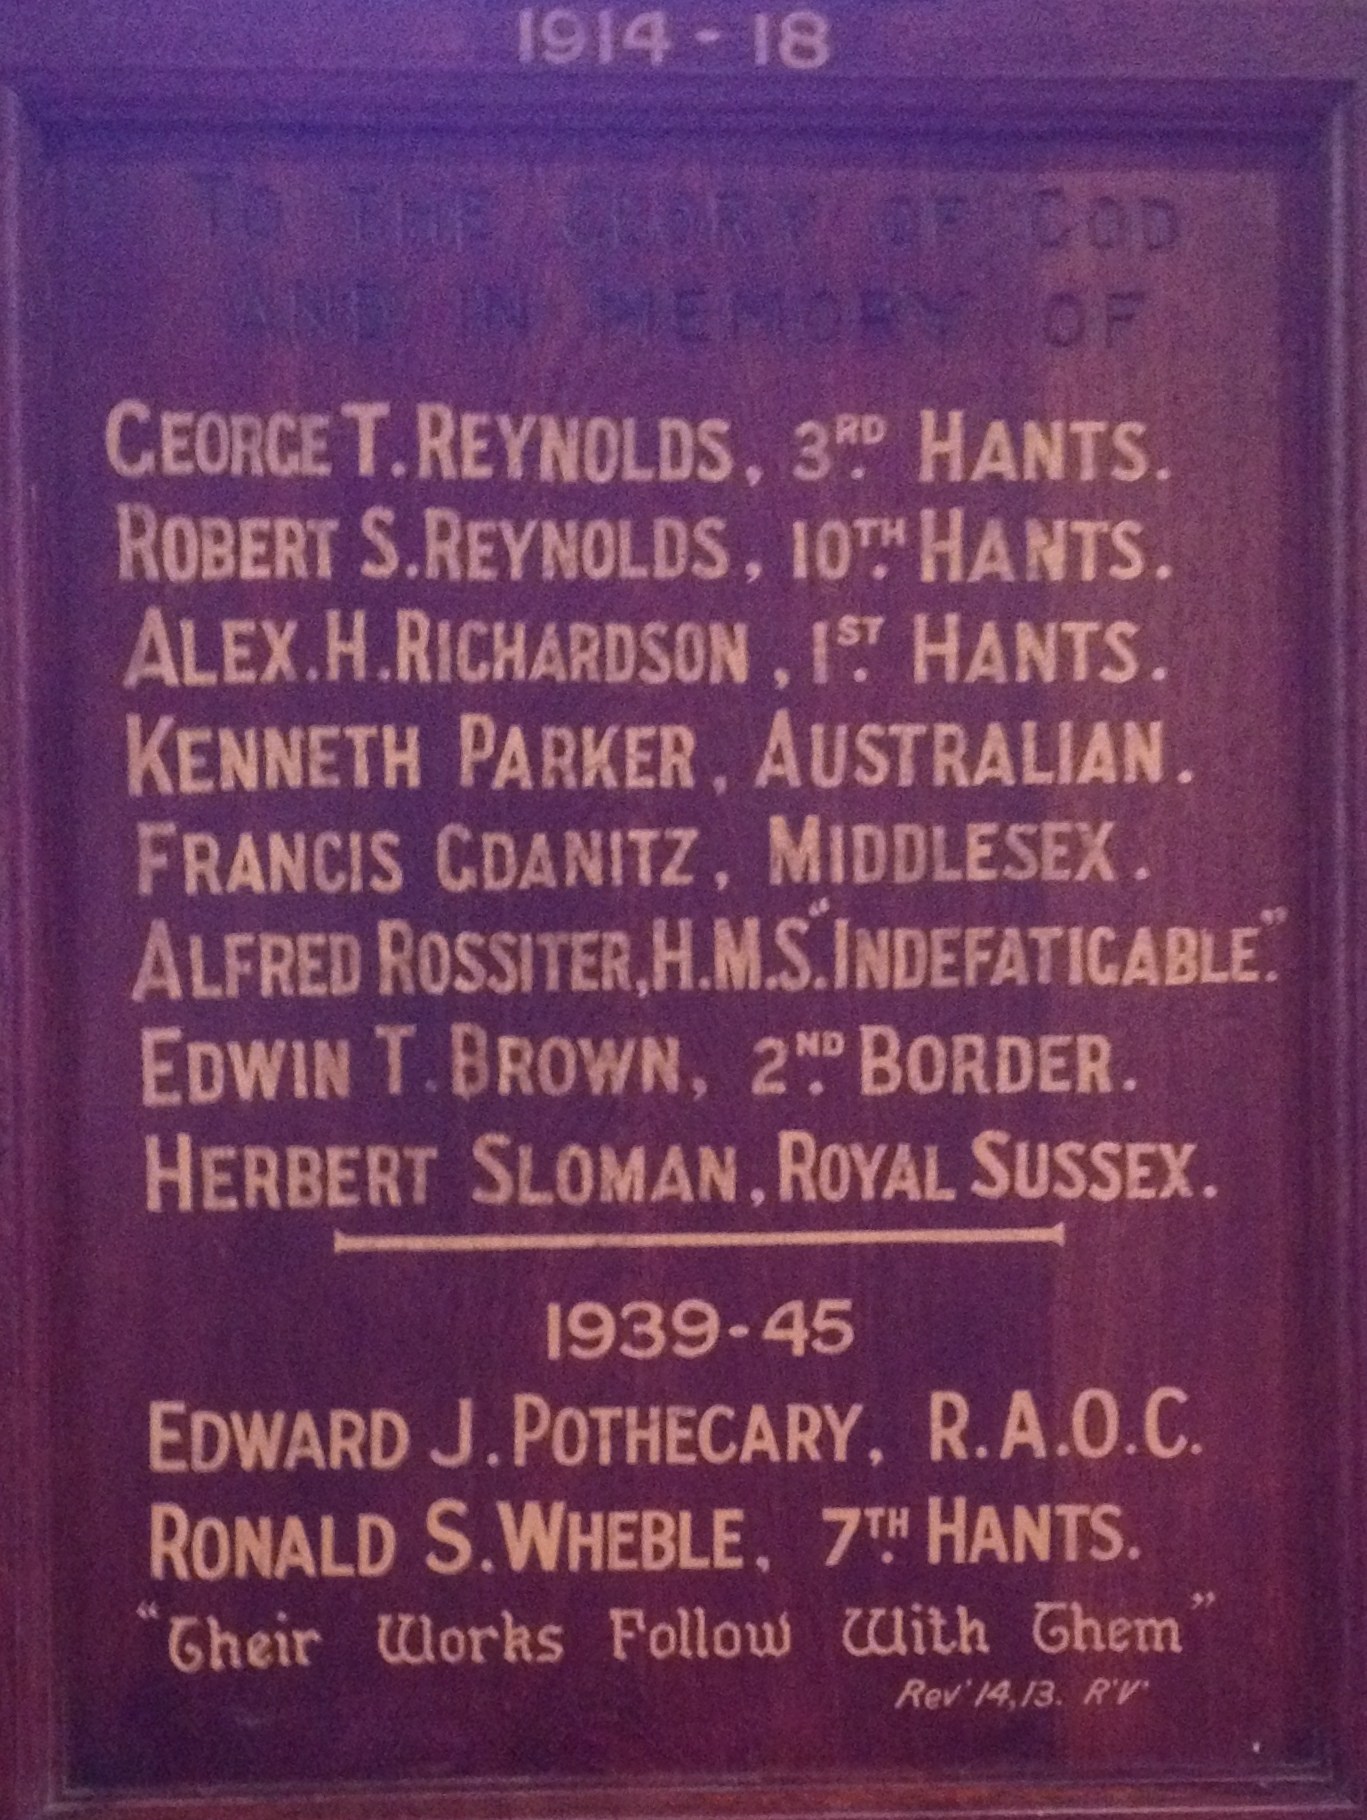 1914 - 18
TO THE GLORY OF GOD
AND IN MEMORY OF
GEORGE T. REYNOLDS, 3RD. HANTS.
ROBERT S. REYNOLDS, 10TH. HANTS.
ALEX. H. RICHARDSON, 1ST. HANTS.
KENNETH PARKER, AUSTRALIAN.
FRANCIS GDANITZ, MIDDLESEX.
ALFRED ROSSITER, H.M.S. "INDEFATIGABLE."
EDWIN T. BROWN, 2ND. BORDER.
HERBERT SLOMAN, ROYAL SUSSEX.
1939-45
EDWARD J. POTHECARY, R.A.O.C.
RONALD S. WHEBLE, 7TH. HANTS.
"Their Works Follow With Them"
Rev' 14,13. R'V'